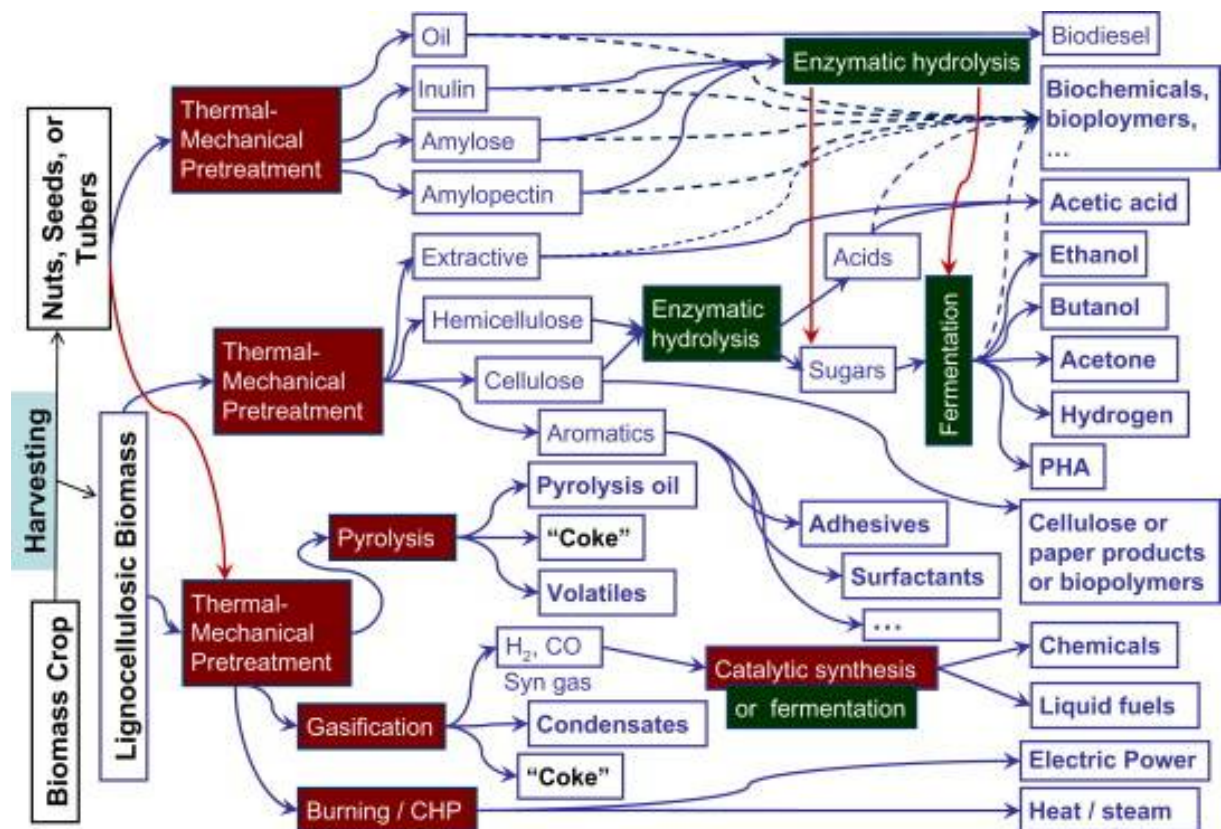 Harvesting
Biomass Crop
Nuts, Seeds, or
Tubers
Lignocellulosic Biomass
Thermal-
Mechanical
Pretreatment
Oil
Inulin
Amylose
Amylopectin
Enzymatic hydrolysis
Biodiesel
Biochemicals,
bioploymers,
...
Thermal-
Mechanical
Pretreatment
Extractive
Hemicellulose
Cellulose
Aromatics
Enzymatic
hydrolysis
Acids
Sugars
Fermentation
Acetic acid
Ethanol
Butanol
Acetone
Hydrogen
PHA
Cellulose or
paper products
or biopolymers
Adhesives
Surfactants
...
Thermal-
Mechanical
Pretreatment
Pyrolysis
Pyrolysis oil
“Coke”
Volatiles
Gasification
H₂, CO
Syn gas
Condensates
“Coke”
Catalytic synthesis
or fermentation
Chemicals
Liquid fuels
Burning / CHP
Electric Power
Heat / steam